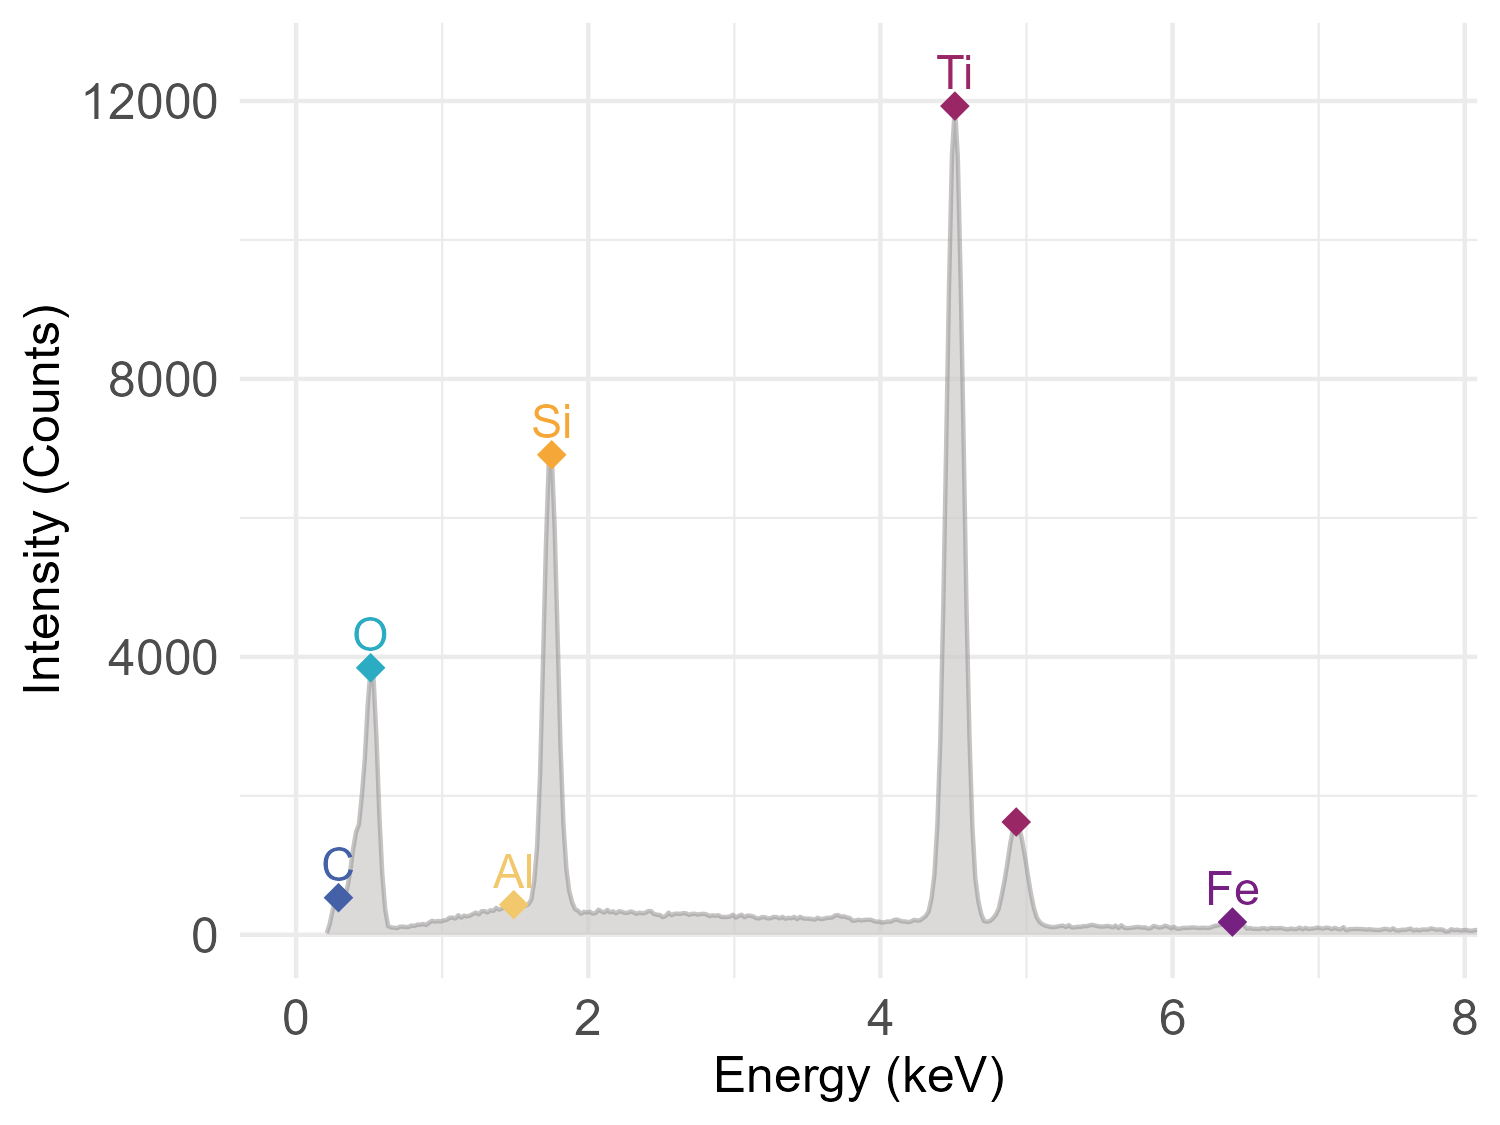 Ti
12000
8000
Si
Intensity (Counts)
O
4000
C
Al
Fe
0
0 2 4 6 8
Energy (keV)